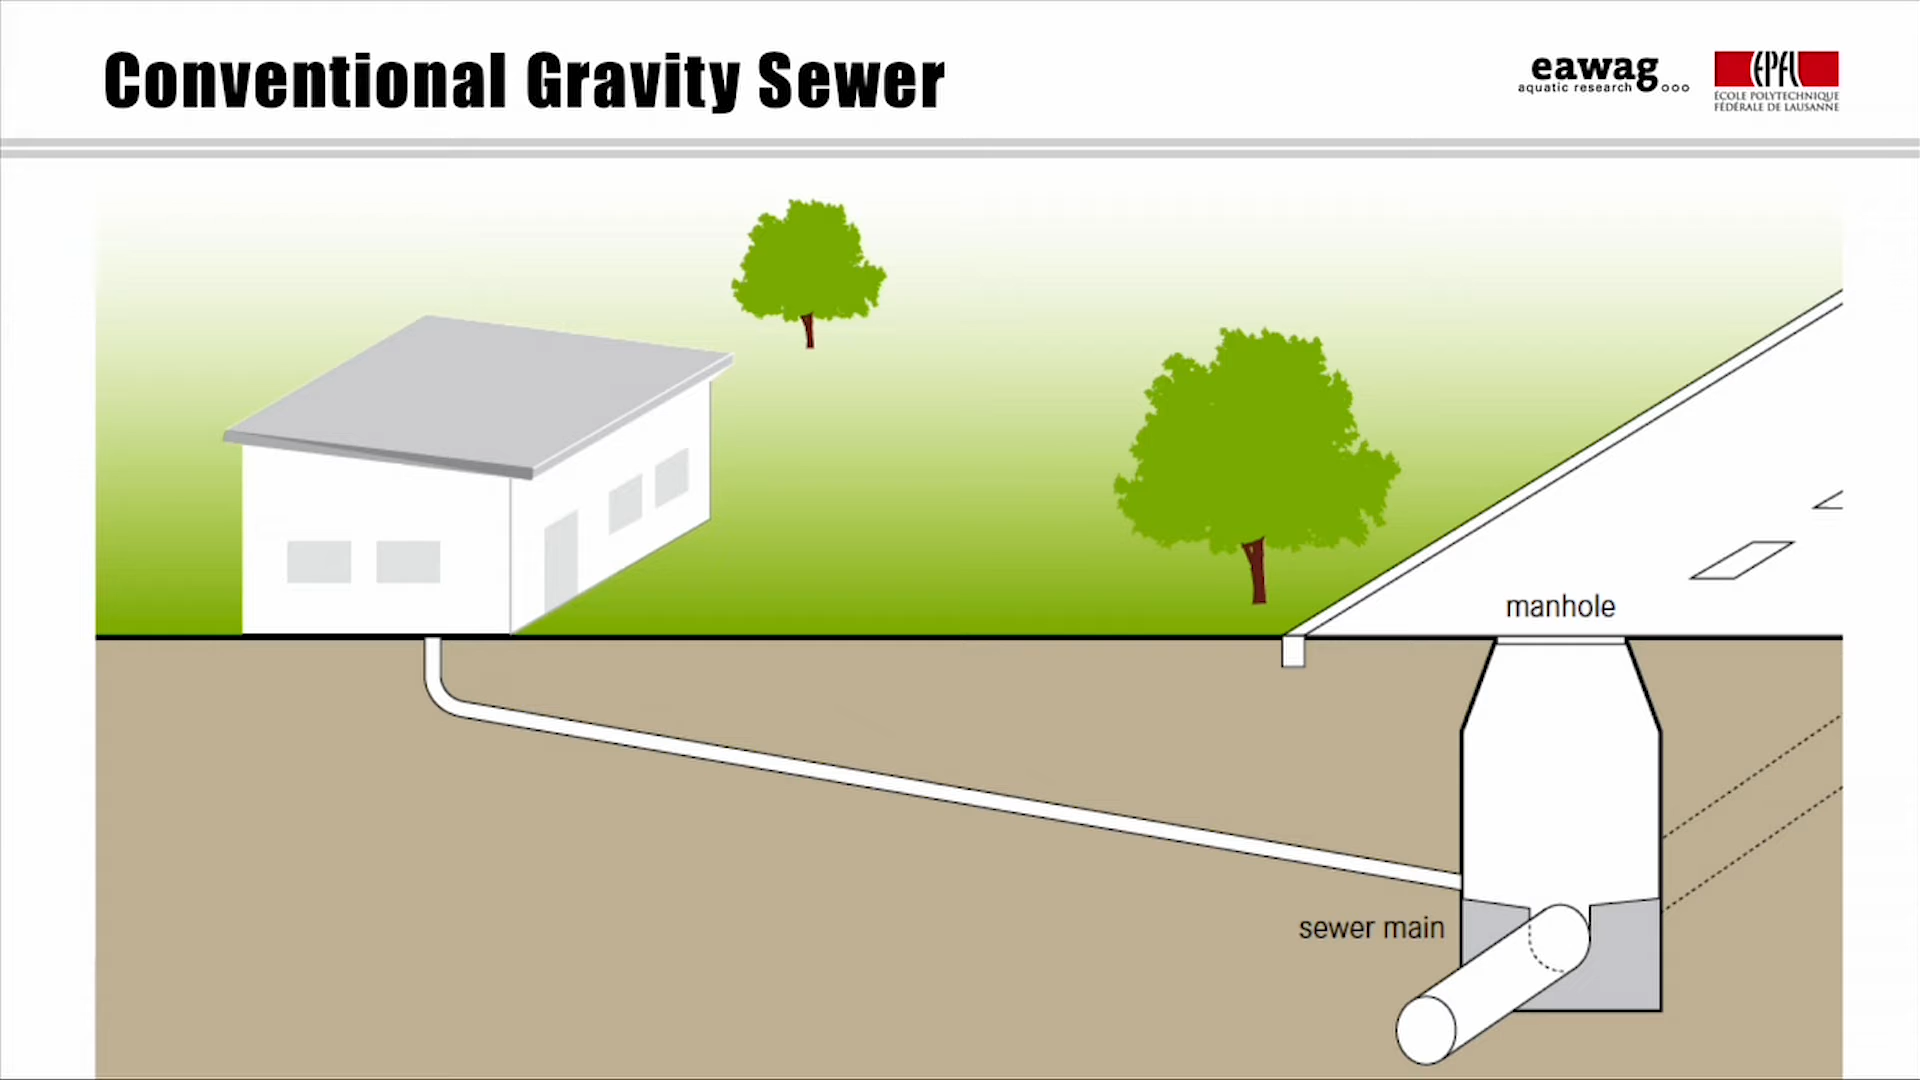 Conventional Gravity Sewer
eawag
aquatic research
EPFL
ÉCOLE POLYTECHNIQUE
FÉDÉRALE DE LAUSANNE
manhole
sewer main